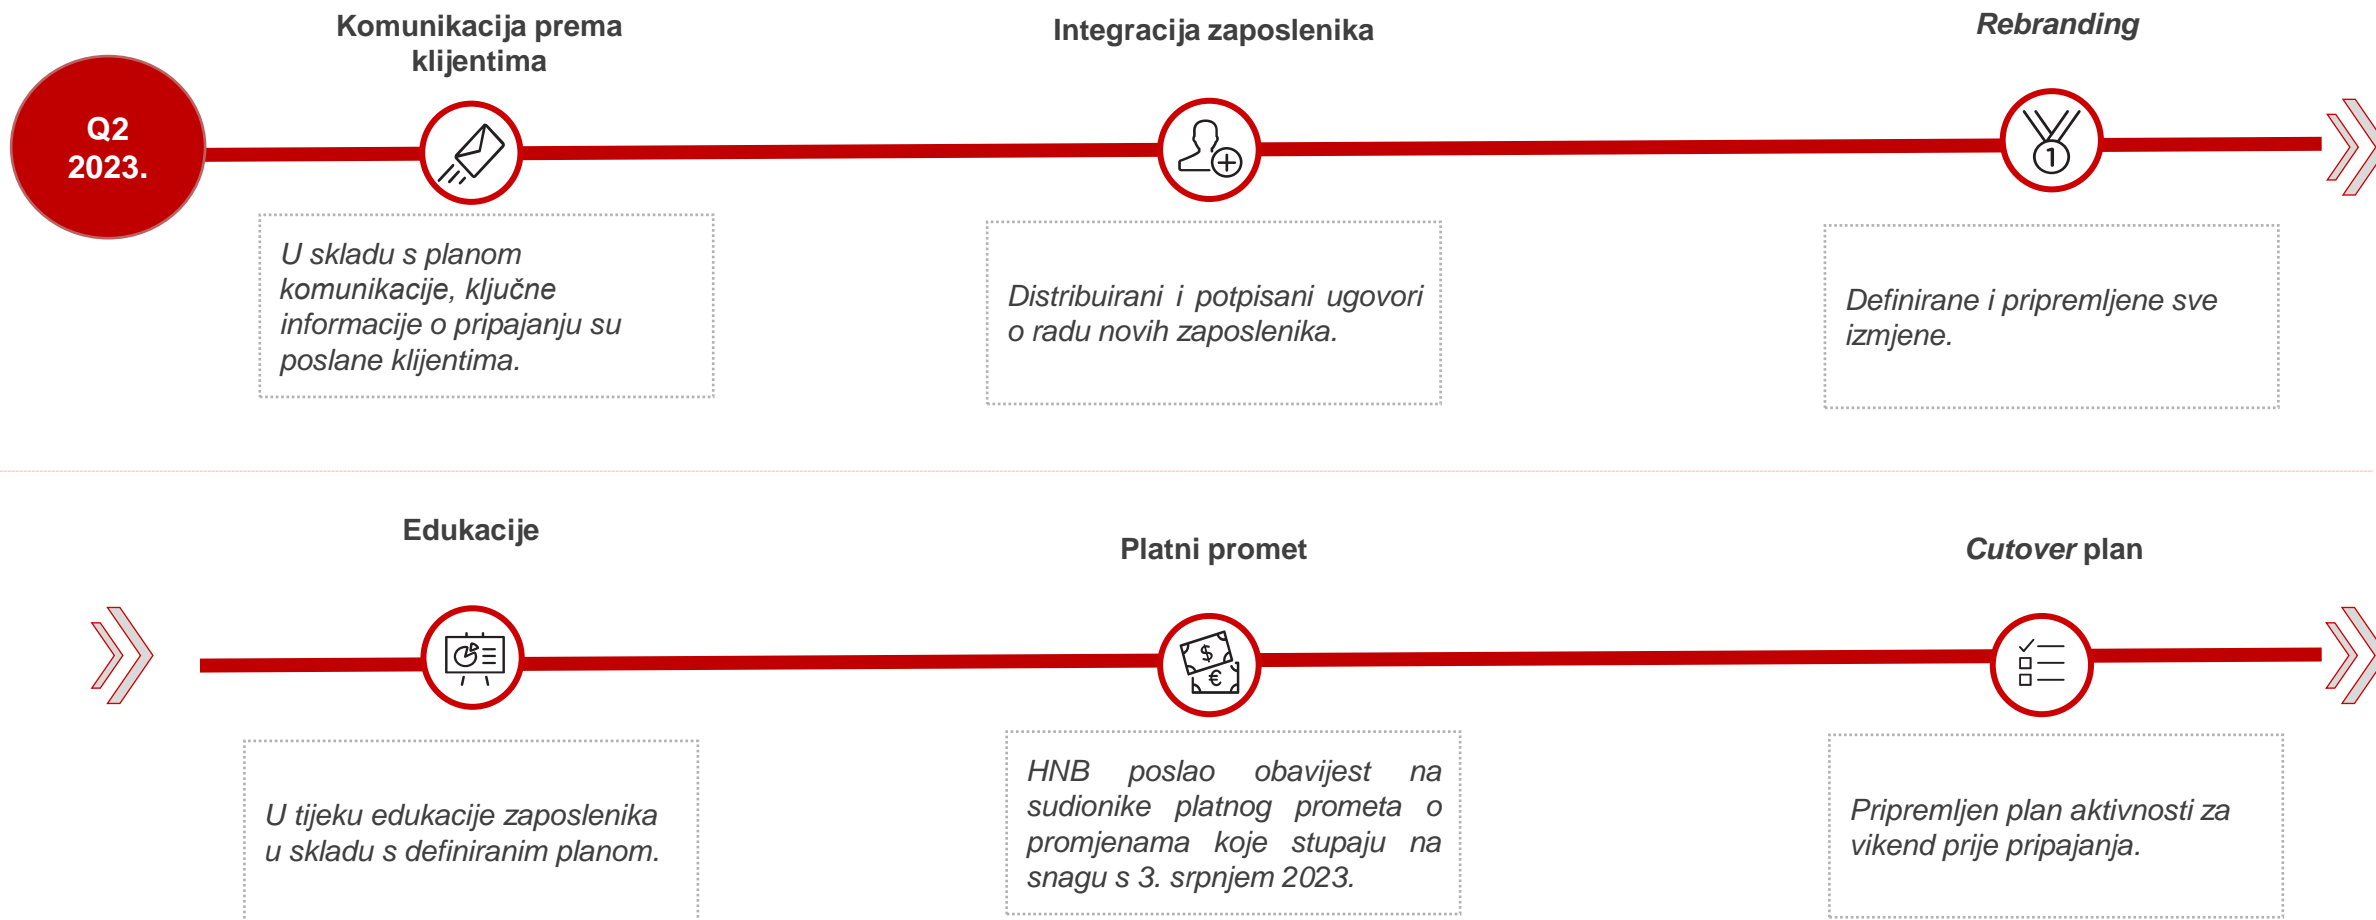 Q2
2023.
Komunikacija prema
klijentima
U skladu s planom
komunikacije, ključne
informacije o pripajanju su
poslane klijentima.
Integracija zaposlenika
Distribuirani i potpisani ugovori
o radu novih zaposlenika.
Rebranding
1
Definirane i pripremljene sve
izmjene.
Edukacije
U tijeku edukacije zaposlenika
u skladu s definiranim planom.
Platni promet
$
€
HNB poslao obavijest na
sudionike platnog prometa o
promjenama koje stupaju na
snagu s 3. srpnjem 2023.
Cutover plan
Pripremljen plan aktivnosti za
vikend prije pripajanja.